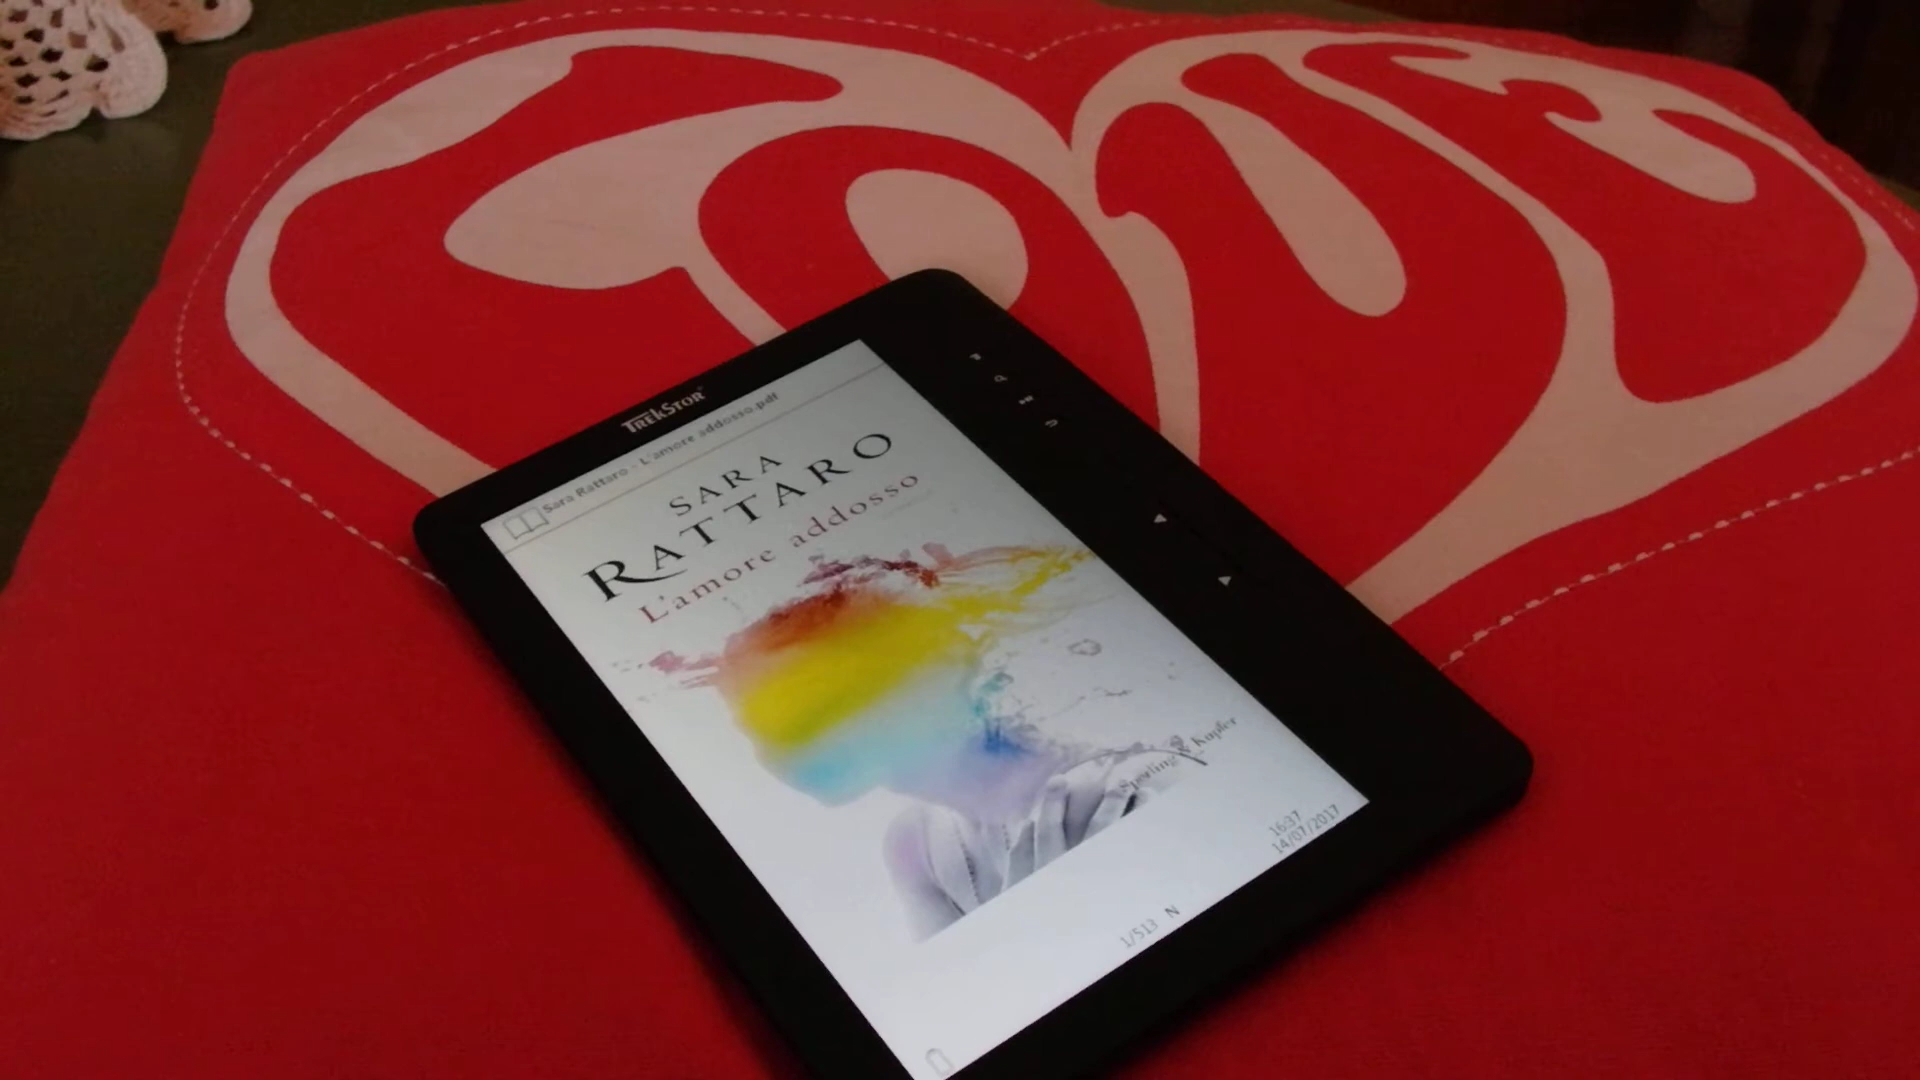 TREKSTOR
Sara Rattaro - L'amore addosso.pdf
SARA
RATTARO
L'amore addosso
Sperling & Kupfer
16:37
14/07/2017
1/513 N